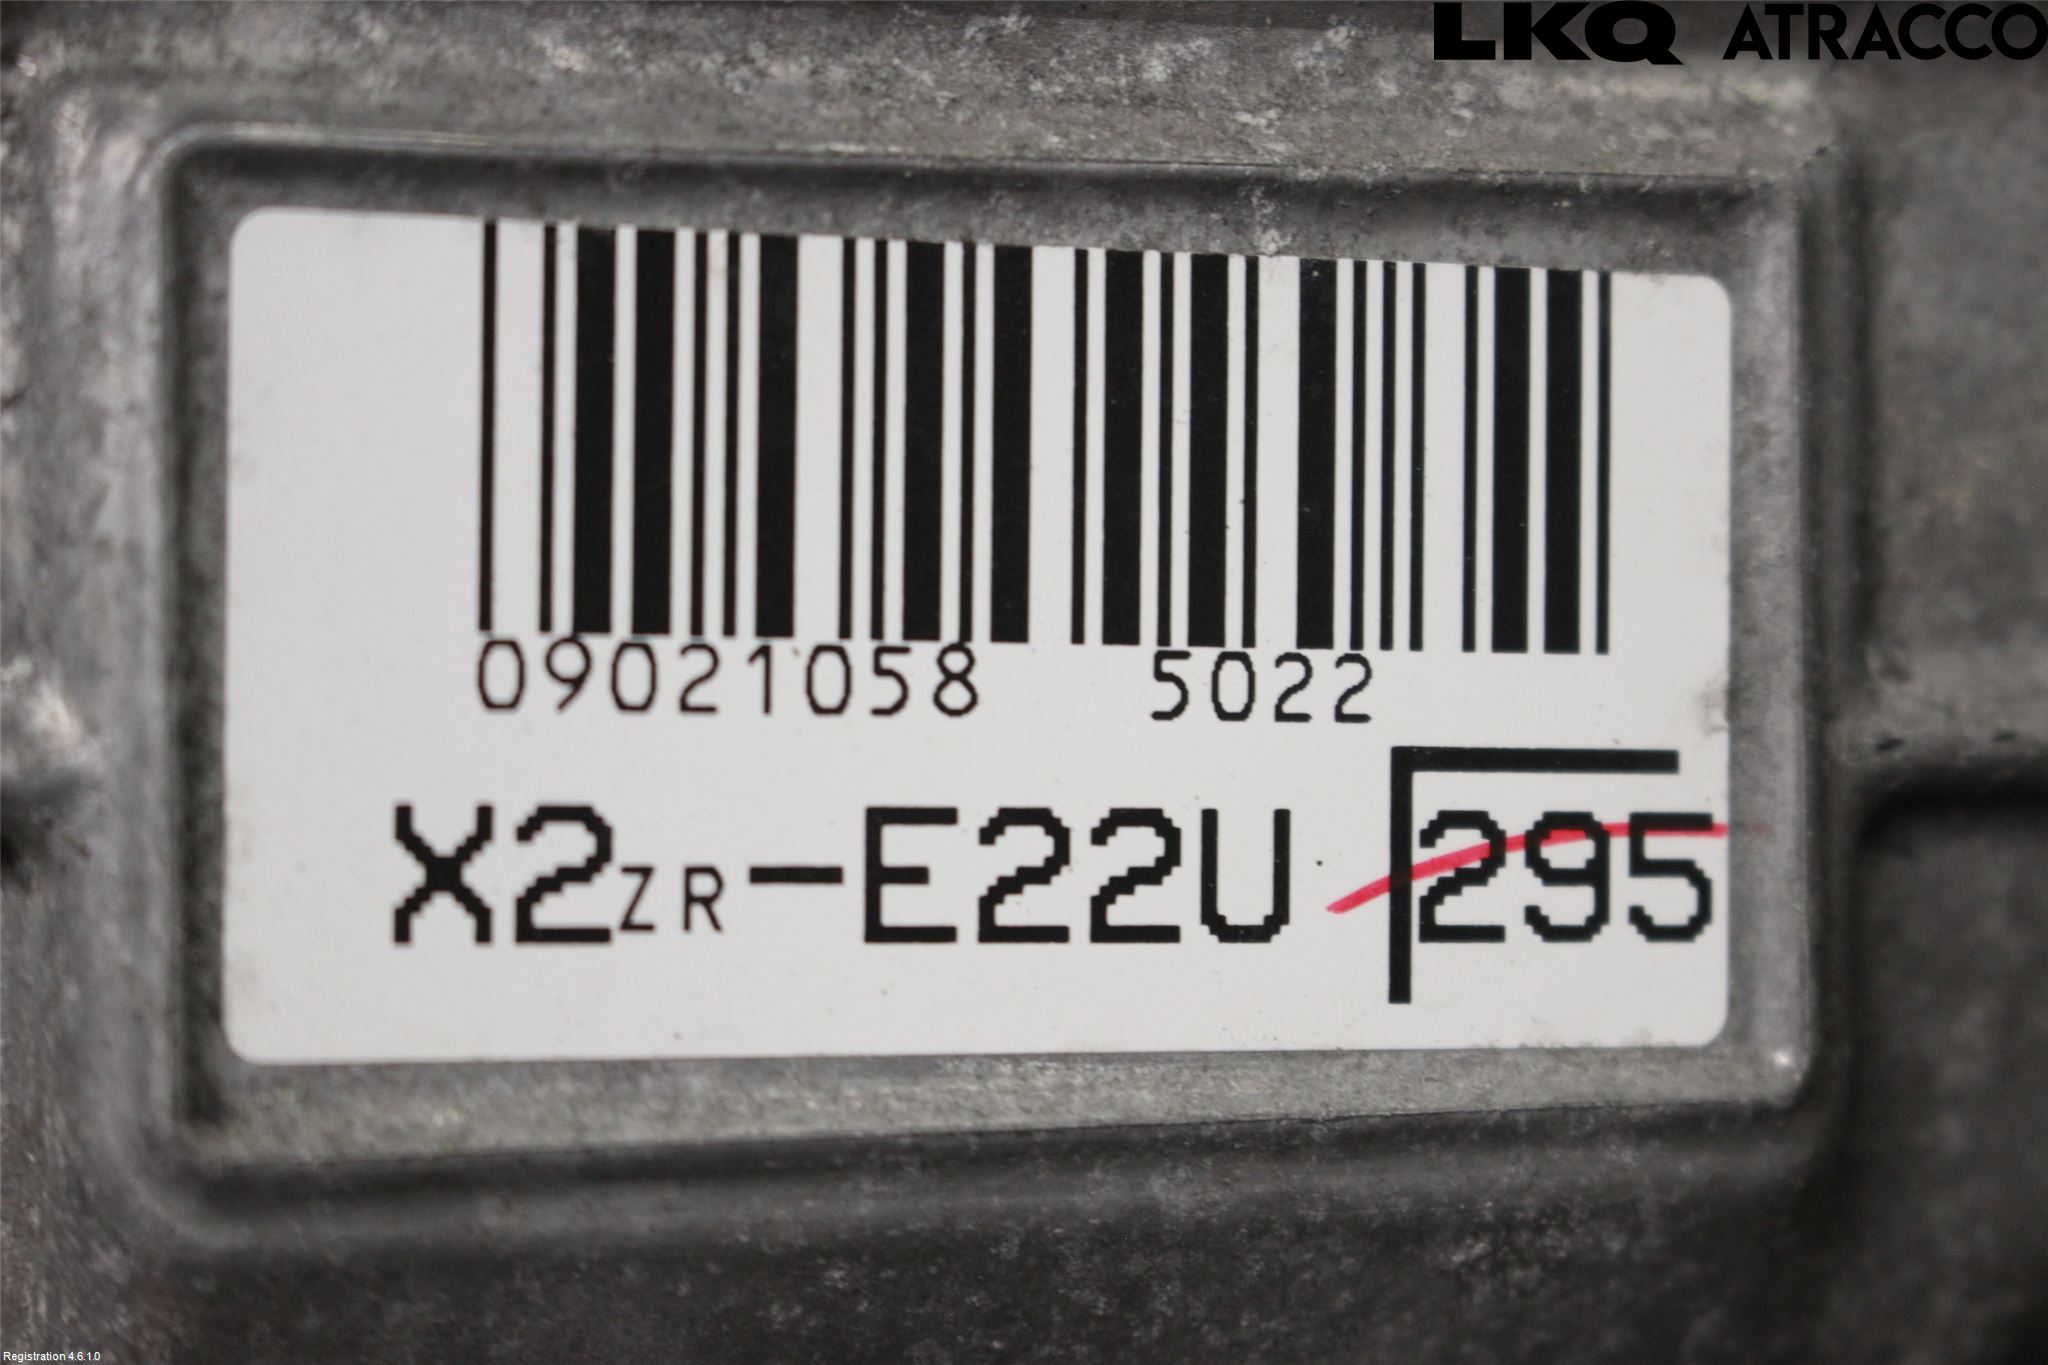 LKQ ATRACCO
09021058 5022
X2ZR-E22U 295
Registration 4.6.1.0